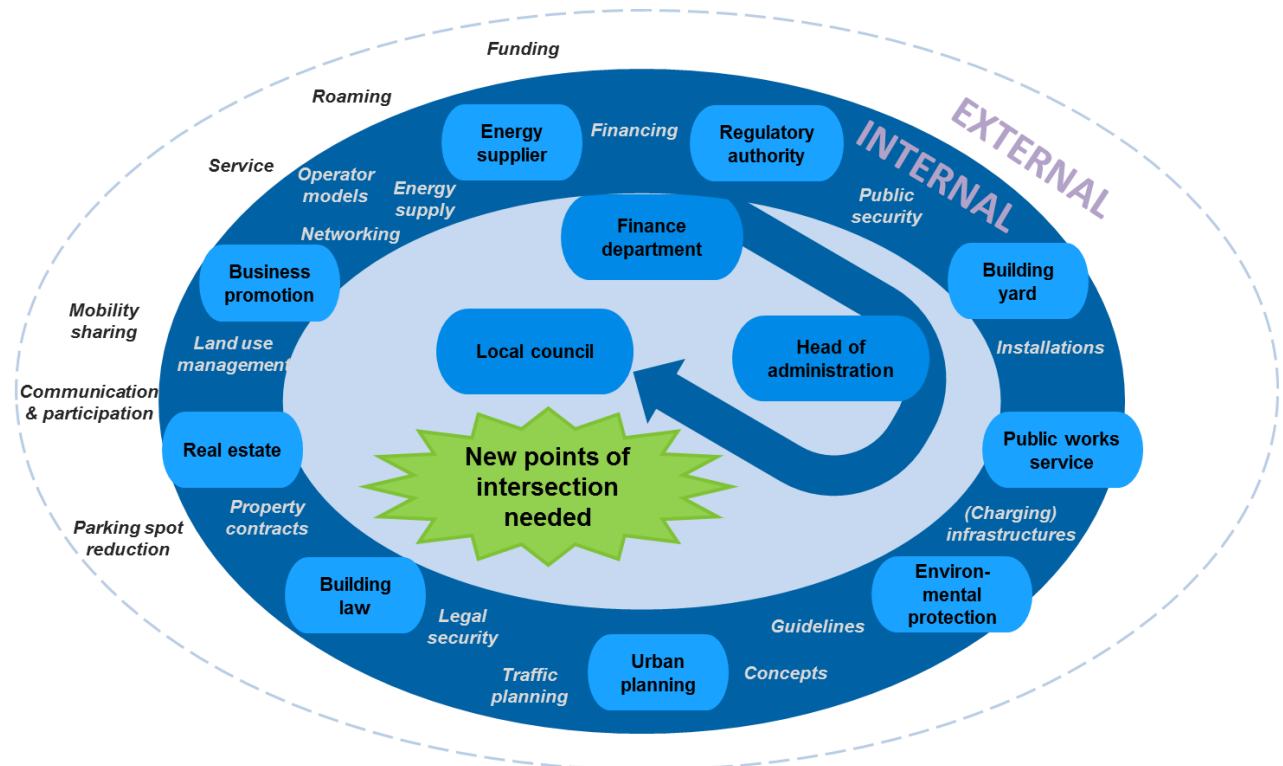 Funding
Roaming
EXTERNAL
INTERNAL
Energy
supplier
Financing
Regulatory
authority
Service
Operator
models
Energy
supply
Public
security
Networking
Finance
department
Business
promotion
Building
yard
Mobility
sharing
Land use
management
Local council
Head of
administration
Installations
Communication
& participation
Real estate
New points of
intersection
needed
Public works
service
Parking spot
reduction
Property
contracts
(Charging)
infrastructures
Building
law
Environ-
mental
protection
Legal
security
Guidelines
Traffic
planning
Urban
planning
Concepts